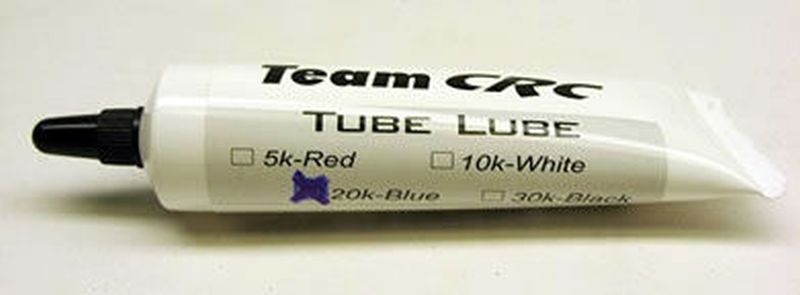 Team CRC
TUBE LUBE
5k-Red 10k-White
20k-Blue 30k-Black